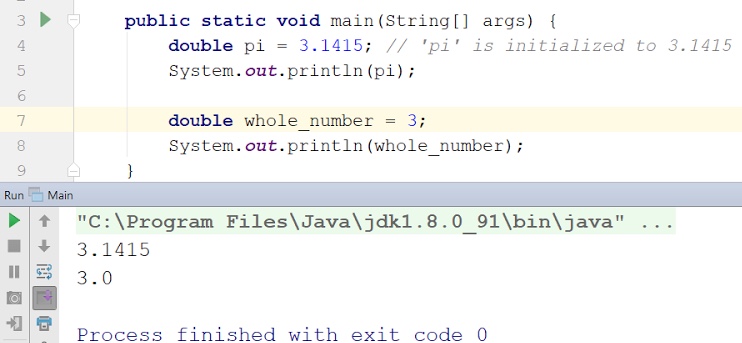 3 public static void main(String[] args) {
4 double pi = 3.1415; // 'pi' is initialized to 3.1415
5 System.out.println(pi);
6
7 double whole_number = 3;
8 System.out.println(whole_number);
9 }
Run Main
"C:\Program Files\Java\jdk1.8.0_91\bin\java" ...
3.1415
3.0
Process finished with exit code 0